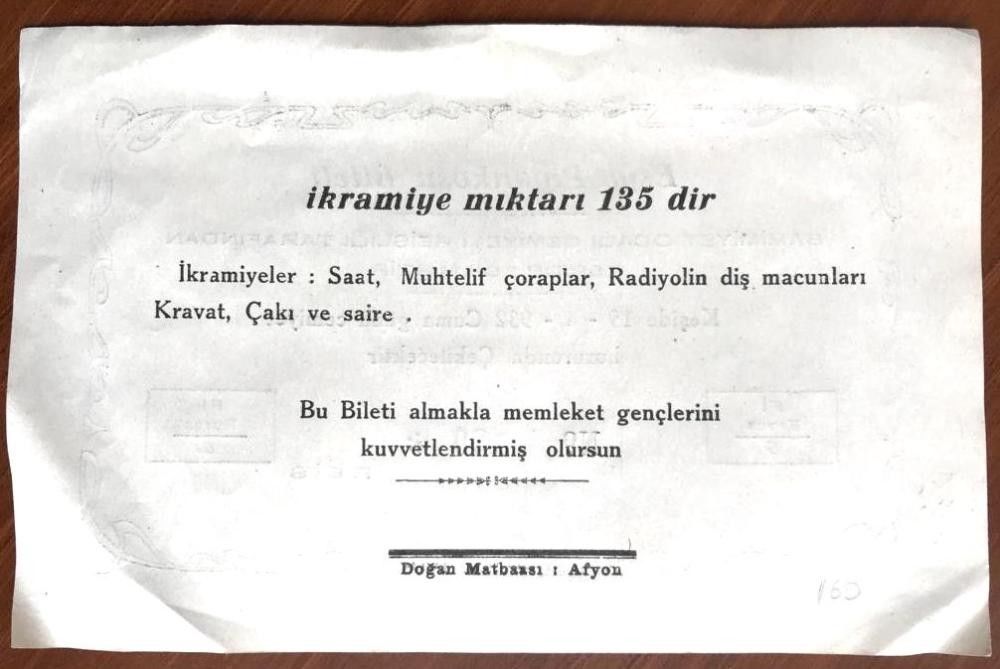 ikramiye mıktarı 135 dir
İkramiyeler : Saat, Muhtelif çoraplar, Radiyolin diş macunları
Kravat, Çakı ve saire .
Bu Bileti almakla memleket gençlerini
kuvvetlendirmiş olursun
Doğan Matbaası : Afyon
160